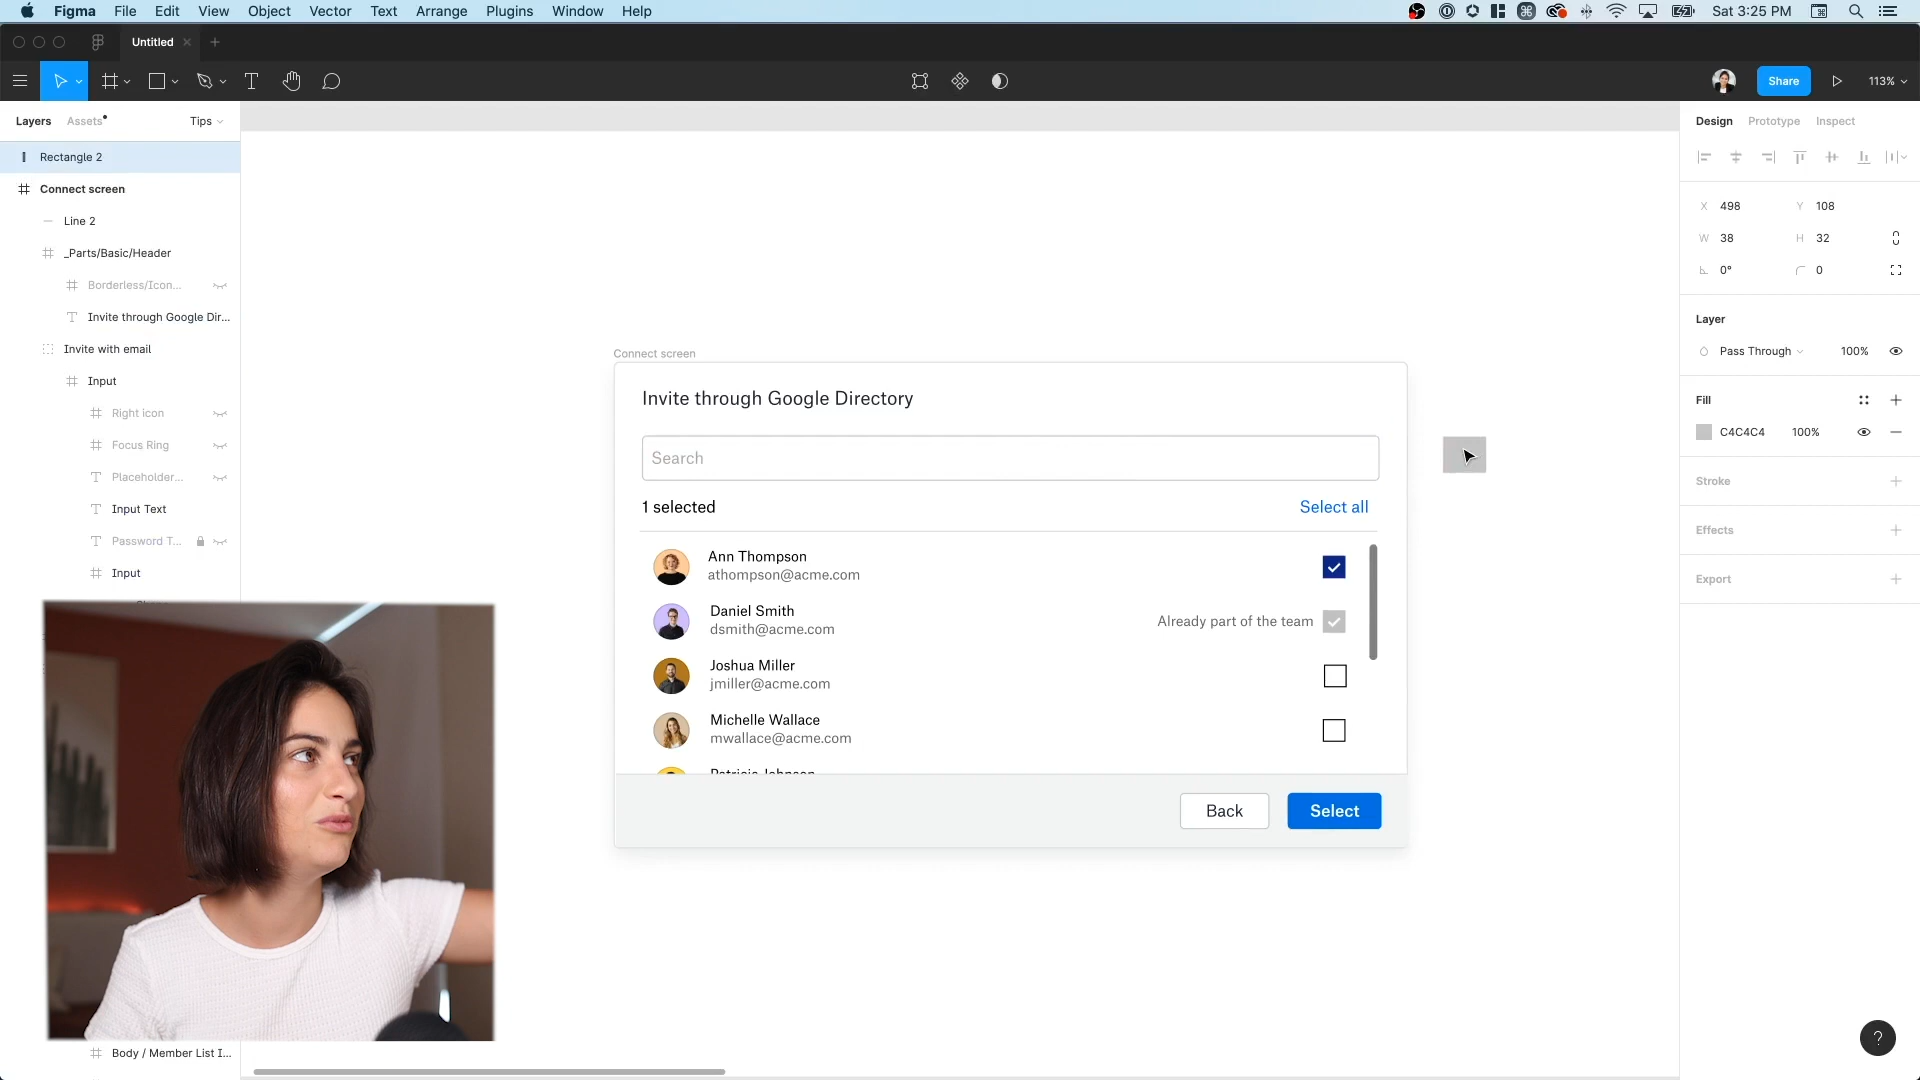 Figma File Edit View Object Vector Text Arrange Plugins Window Help Sat 3:25 PM
Untitled
Share 113%
Layers Assets Tips
Rectangle 2
Connect screen
Line 2
_Parts/Basic/Header
Borderless/Icon...
Invite through Google Dir...
Invite with email
Input
Right icon
Focus Ring
Placeholder...
Input Text
Password T...
Input
Body / Member List I...
Connect screen
Invite through Google Directory
Search
1 selected Select all
Ann Thompson
athompson@acme.com
Daniel Smith
dsmith@acme.com
Already part of the team
Joshua Miller
jmiller@acme.com
Michelle Wallace
mwallace@acme.com
Patricia Johnson
Back Select
Design Prototype Inspect
X 498 Y 108
W 38 H 32
0° 0
Layer
Pass Through 100%
Fill
C4C4C4 100%
Stroke
Effects
Export
?